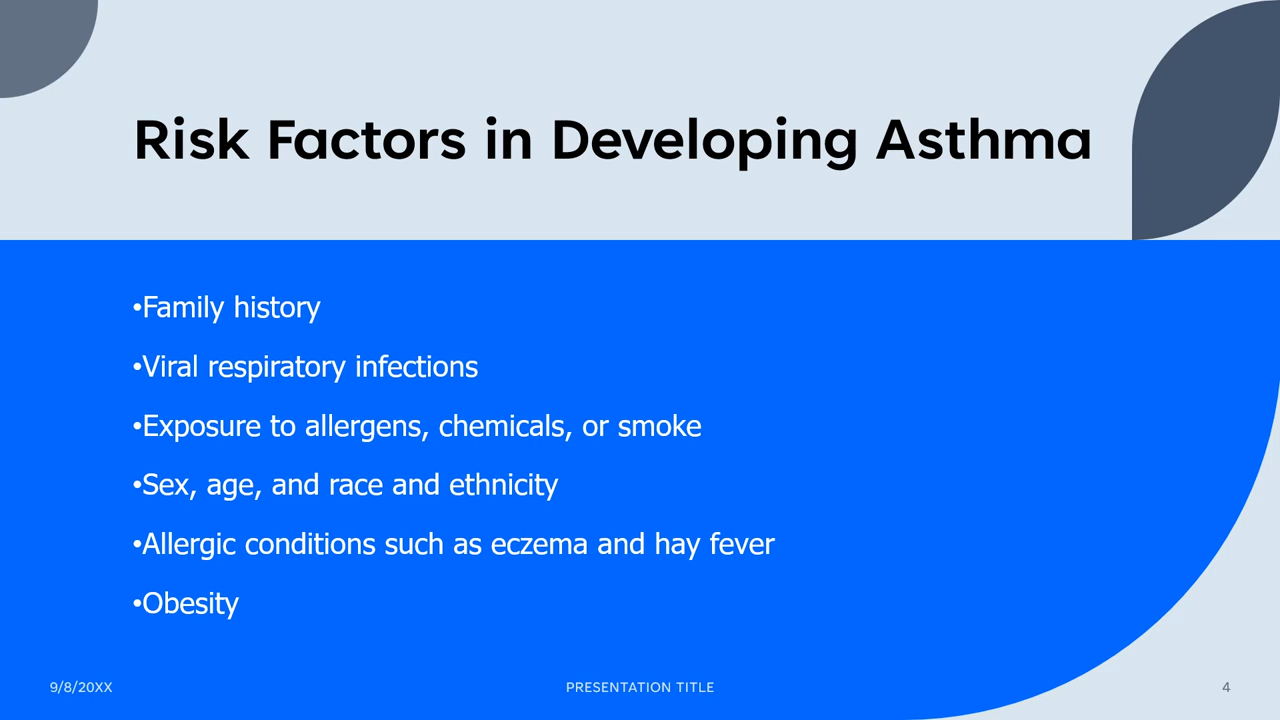 Risk Factors in Developing Asthma
•Family history
•Viral respiratory infections
•Exposure to allergens, chemicals, or smoke
•Sex, age, and race and ethnicity
•Allergic conditions such as eczema and hay fever
•Obesity
9/8/20XX
PRESENTATION TITLE
4